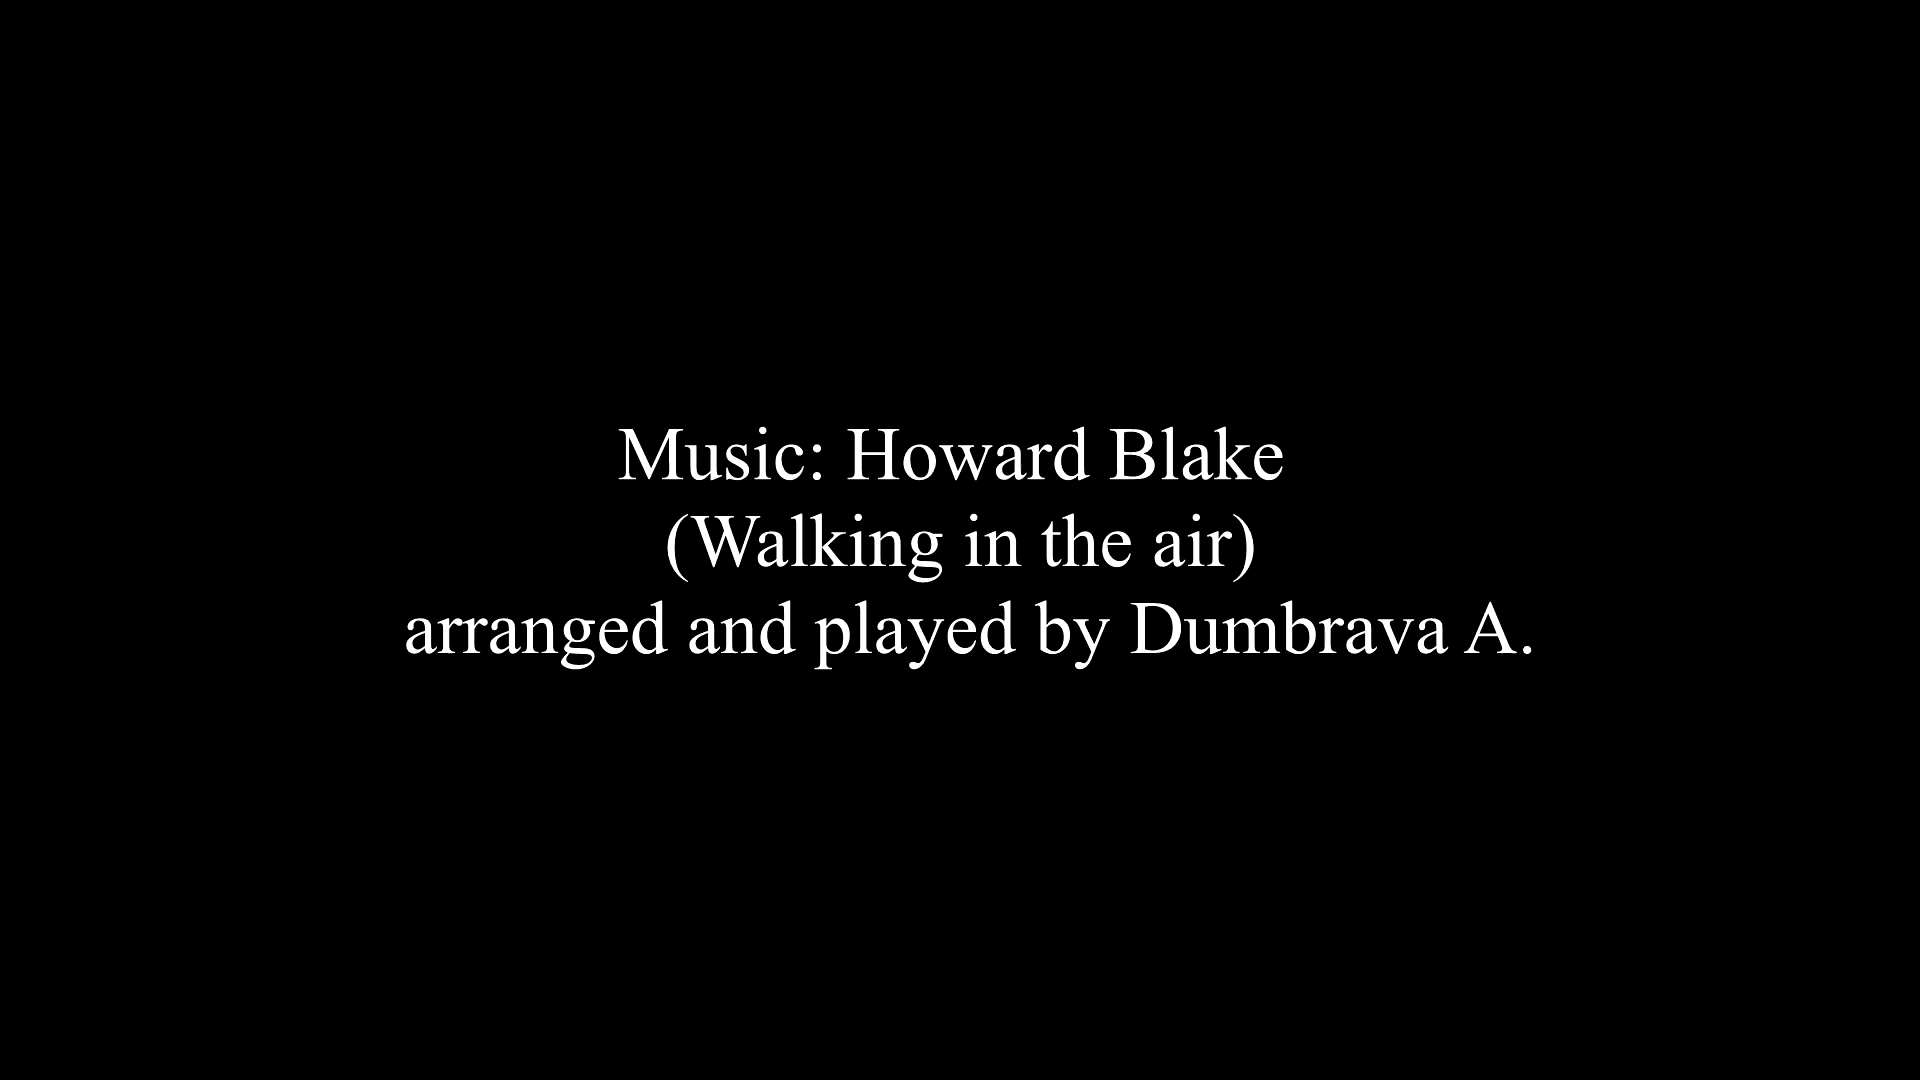 Music: Howard Blake
(Walking in the air)
arranged and played by Dumbrava A.